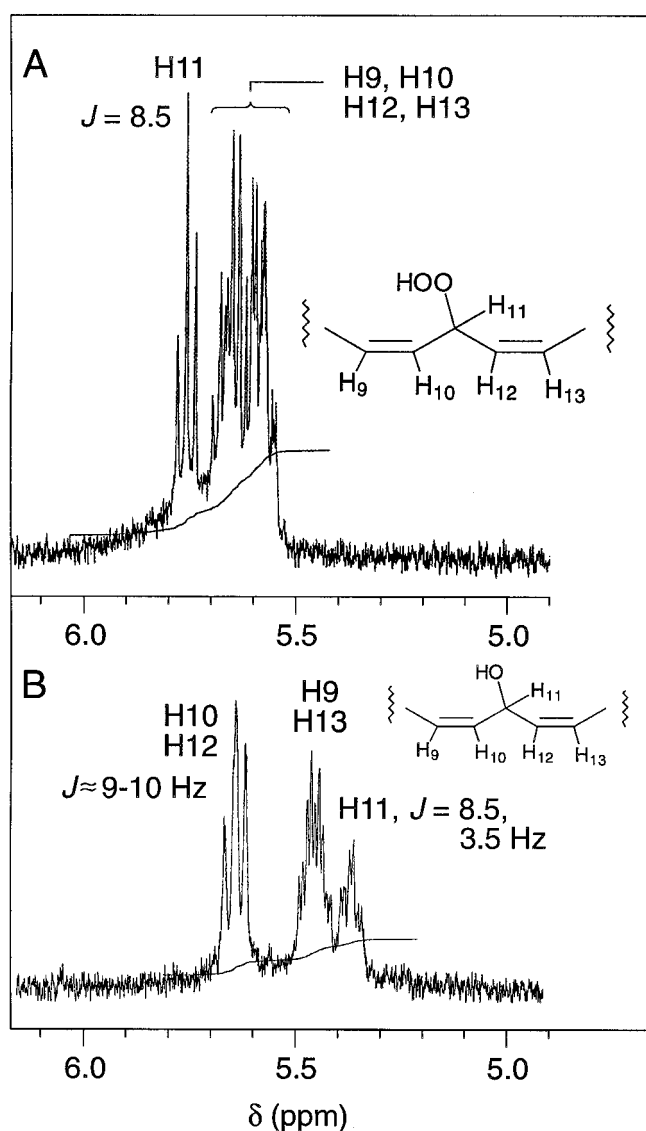 A
H11
J = 8.5
H9, H10
H12, H13
HOO
H11
H9
H10
H12
H13
6.0
5.5
5.0
B
H10
H12
J≈ 9-10 Hz
H9
H13
H11, J = 8.5,
3.5 Hz
HO
H11
H9
H10
H12
H13
6.0
5.5
5.0
δ (ppm)